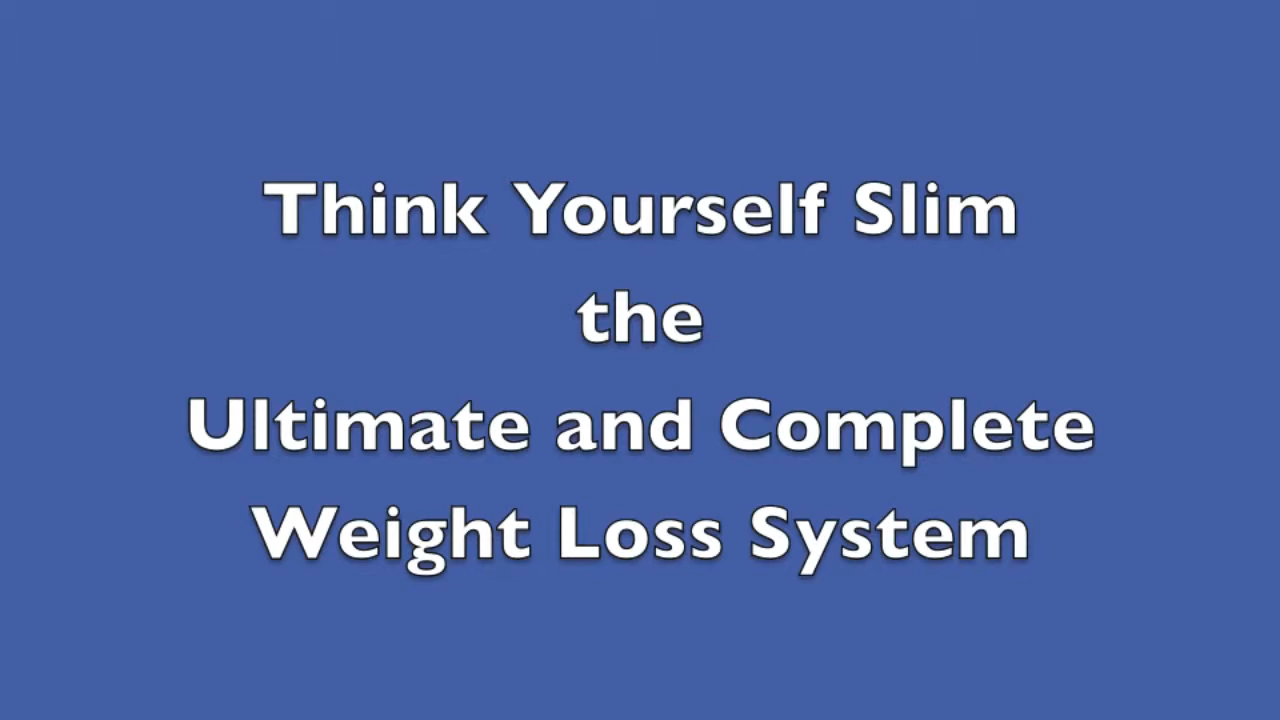 Think Yourself Slim
the
Ultimate and Complete
Weight Loss System